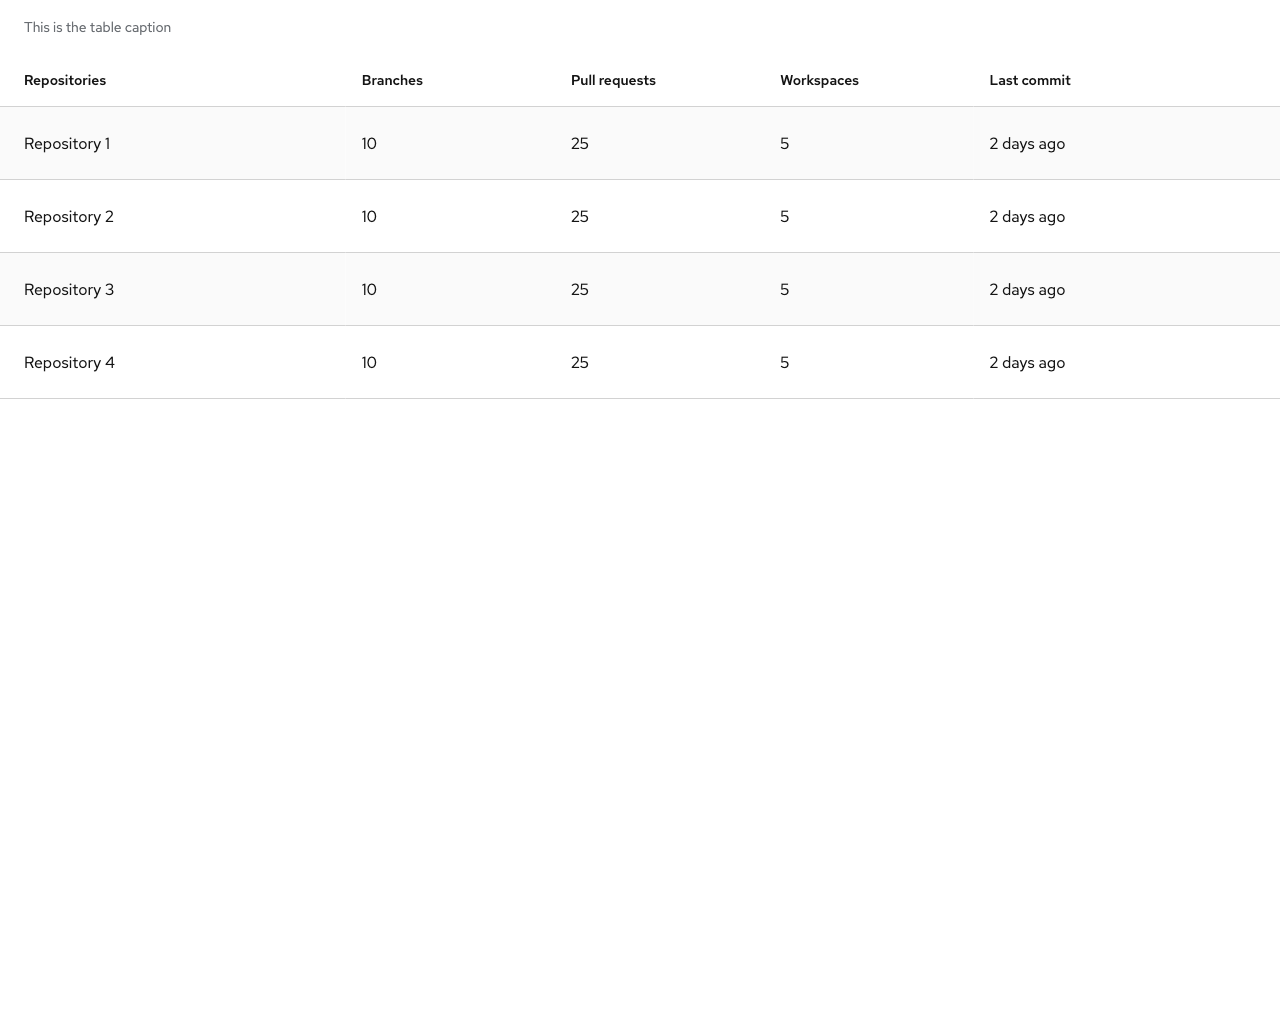 This is the table caption
Repositories Branches Pull requests Workspaces Last commit
Repository 1 10 25 5 2 days ago
Repository 2 10 25 5 2 days ago
Repository 3 10 25 5 2 days ago
Repository 4 10 25 5 2 days ago